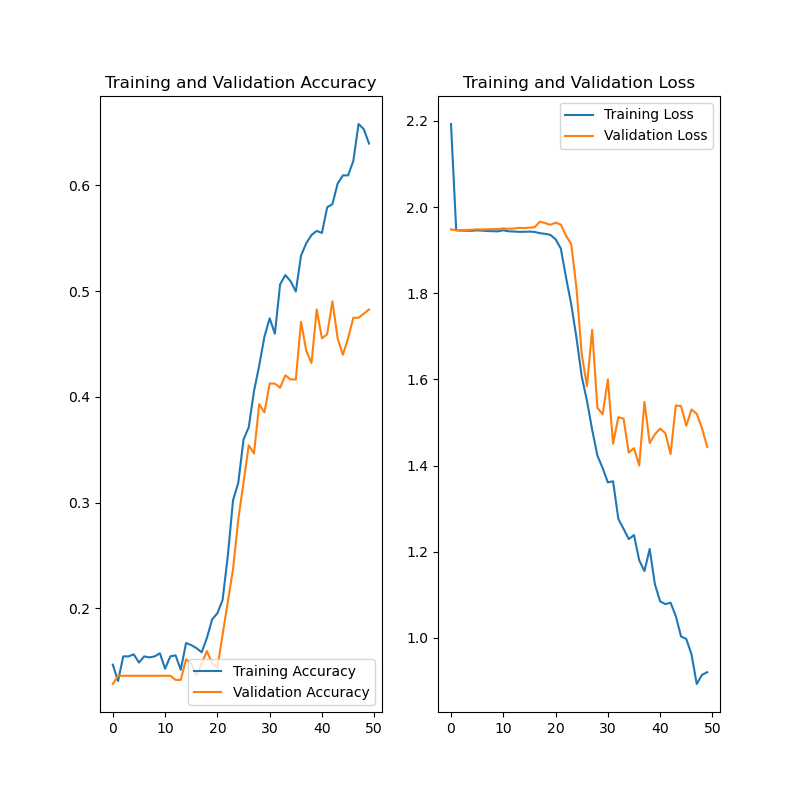 Training and Validation Accuracy
0.6
0.5
0.4
0.3
0.2
Training Accuracy
Validation Accuracy
0 10 20 30 40 50
Training and Validation Loss
2.2
2.0
1.8
1.6
1.4
1.2
1.0
Training Loss
Validation Loss
0 10 20 30 40 50